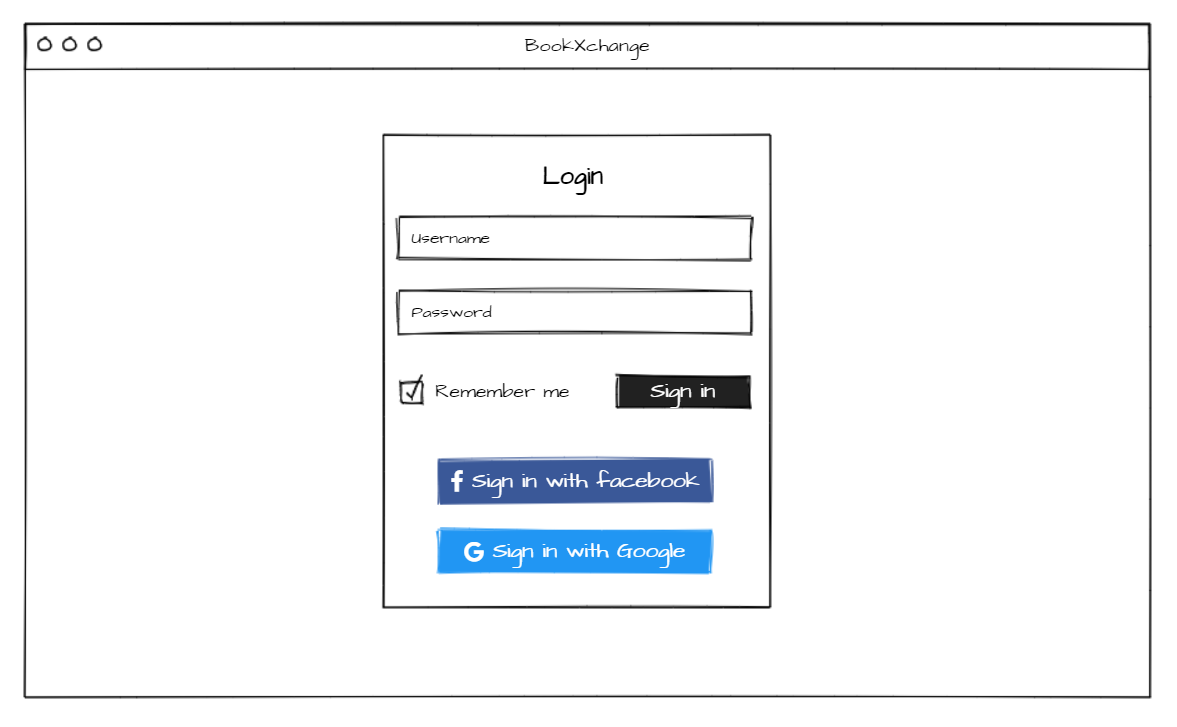 BookXchange
Login
Username
Password
Remember me
Sign in
Sign in with facebook
G Sign in with Google